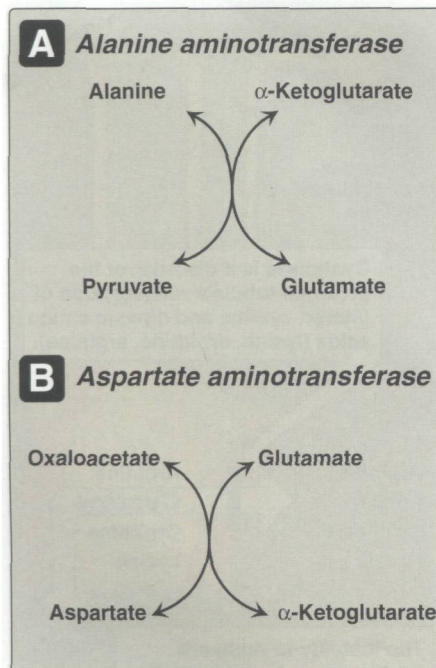 A Alanine aminotransferase
Alanine α-Ketoglutarate
Pyruvate Glutamate
B Aspartate aminotransferase
Oxaloacetate Glutamate
Aspartate α-Ketoglutarate